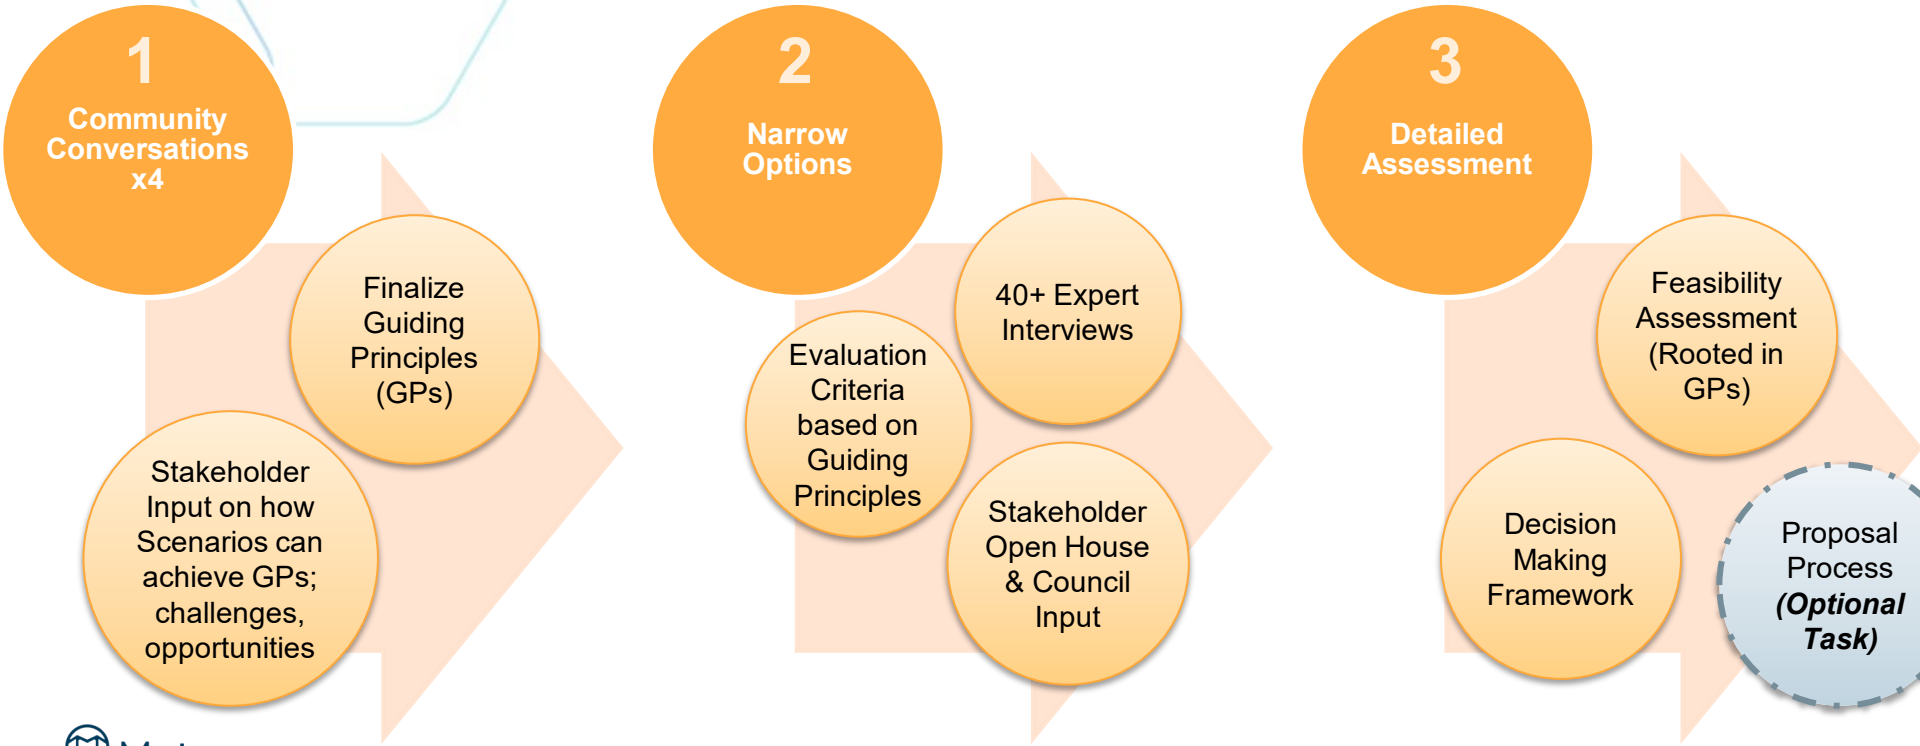 1
Community
Conversations
x4
Finalize
Guiding
Principles
(GPs)
Stakeholder
Input on how
Scenarios can
achieve GPs;
challenges,
opportunities
2
Narrow
Options
40+ Expert
Interviews
Evaluation
Criteria
based on
Guiding
Principles
Stakeholder
Open House
& Council
Input
3
Detailed
Assessment
Feasibility
Assessment
(Rooted in
GPs)
Decision
Making
Framework
Proposal
Process
(Optional
Task)